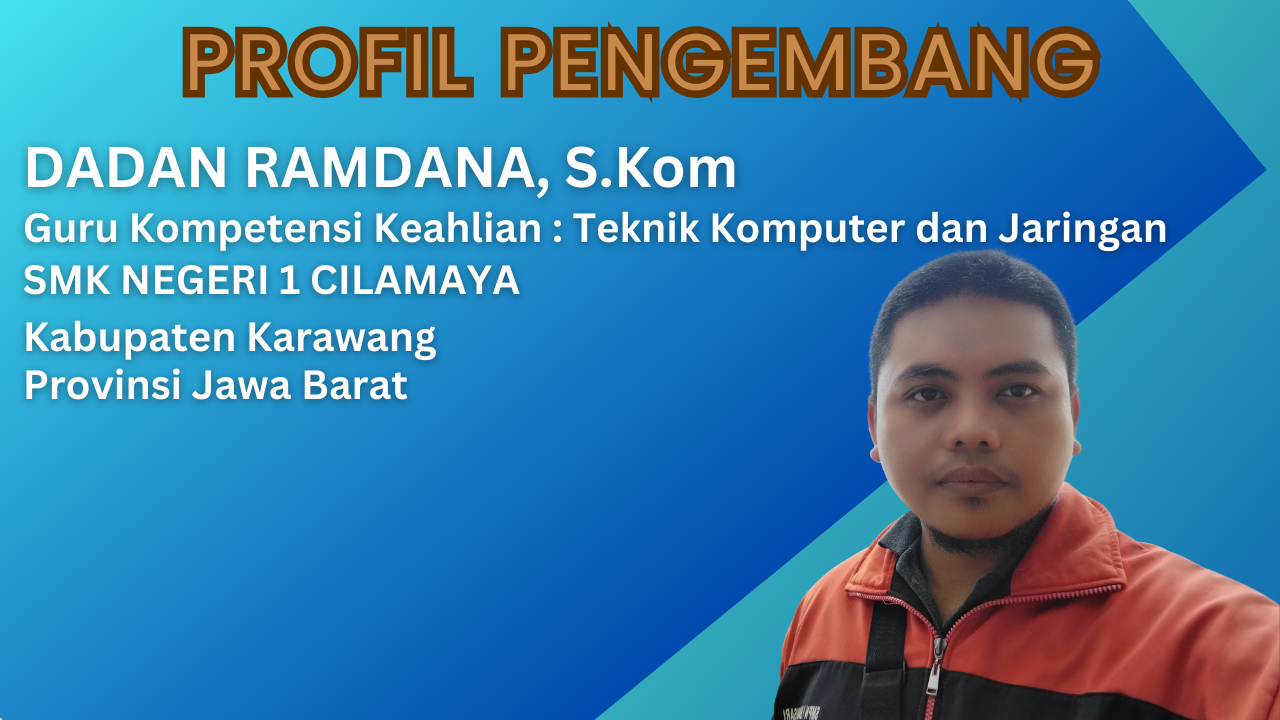 PROFIL PENGEMBANG
DADAN RAMDANA, S.Kom
Guru Kompetensi Keahlian : Teknik Komputer dan Jaringan
SMK NEGERI 1 CILAMAYA
Kabupaten Karawang
Provinsi Jawa Barat